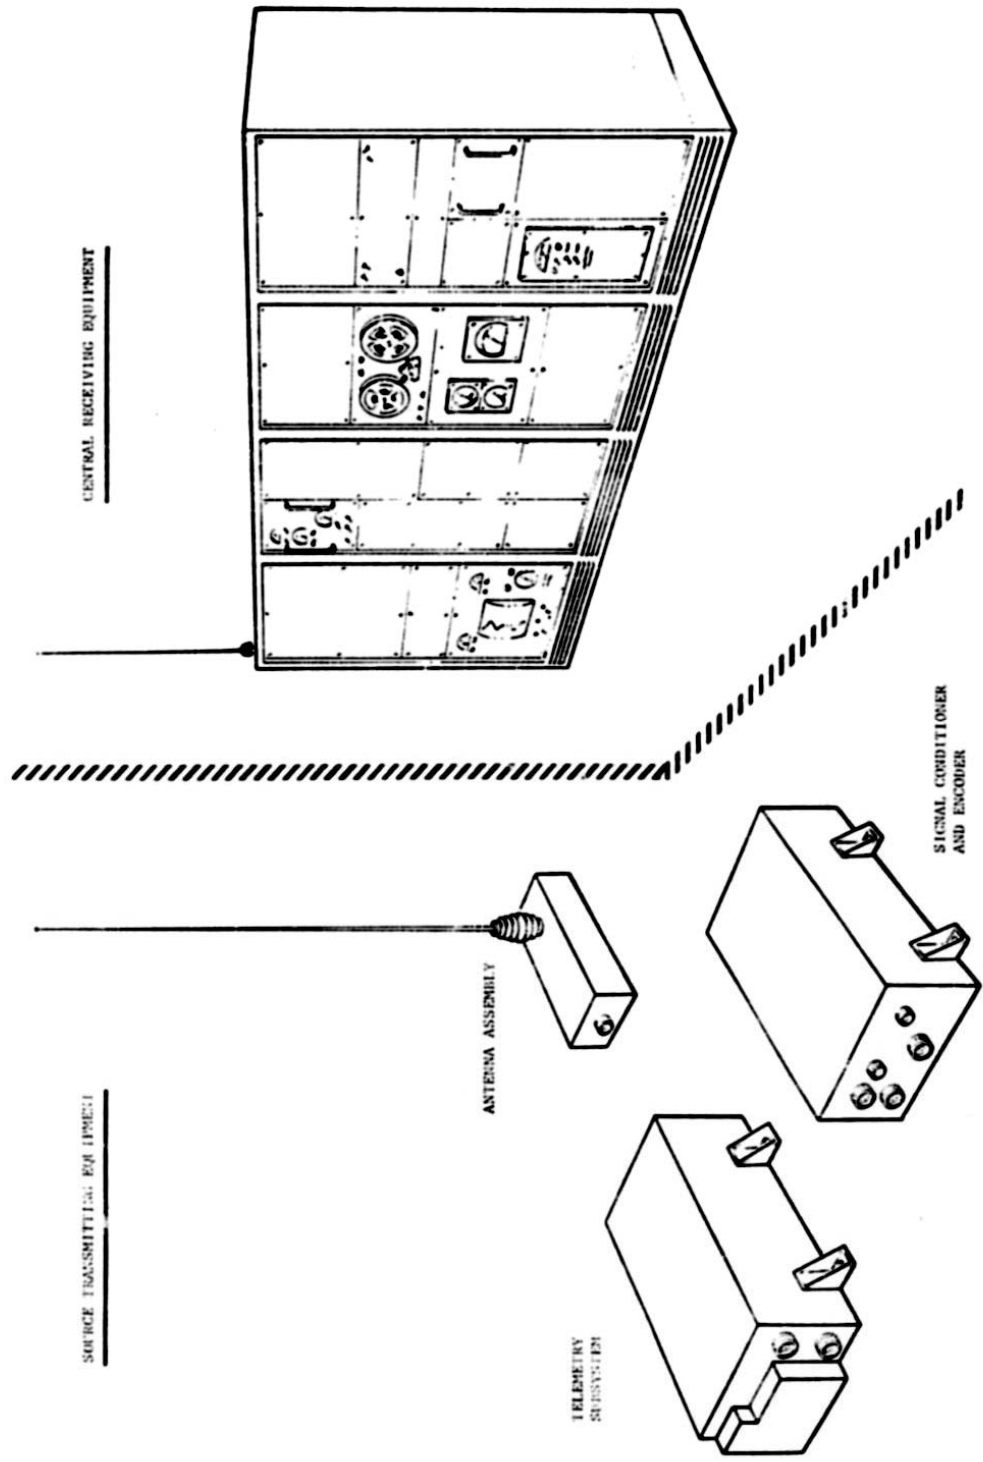 SOURCE TRANSMITTING EQUIPMENT
CENTRAL RECEIVING EQUIPMENT
ANTENNA ASSEMBLY
TELEMETRY
SUBSYSTEM
SIGNAL CONDITIONER
AND ENCODER